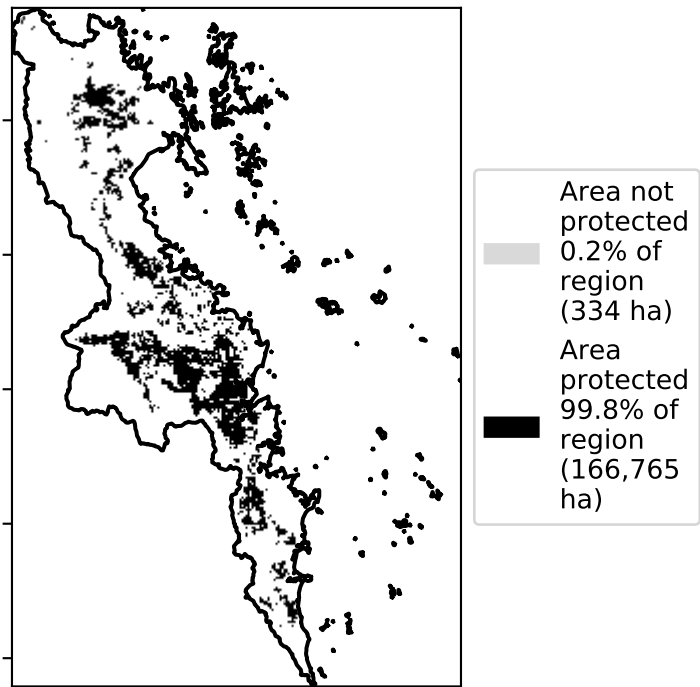 Area not
protected
0.2% of
region
(334 ha)
Area
protected
99.8% of
region
(166,765
ha)